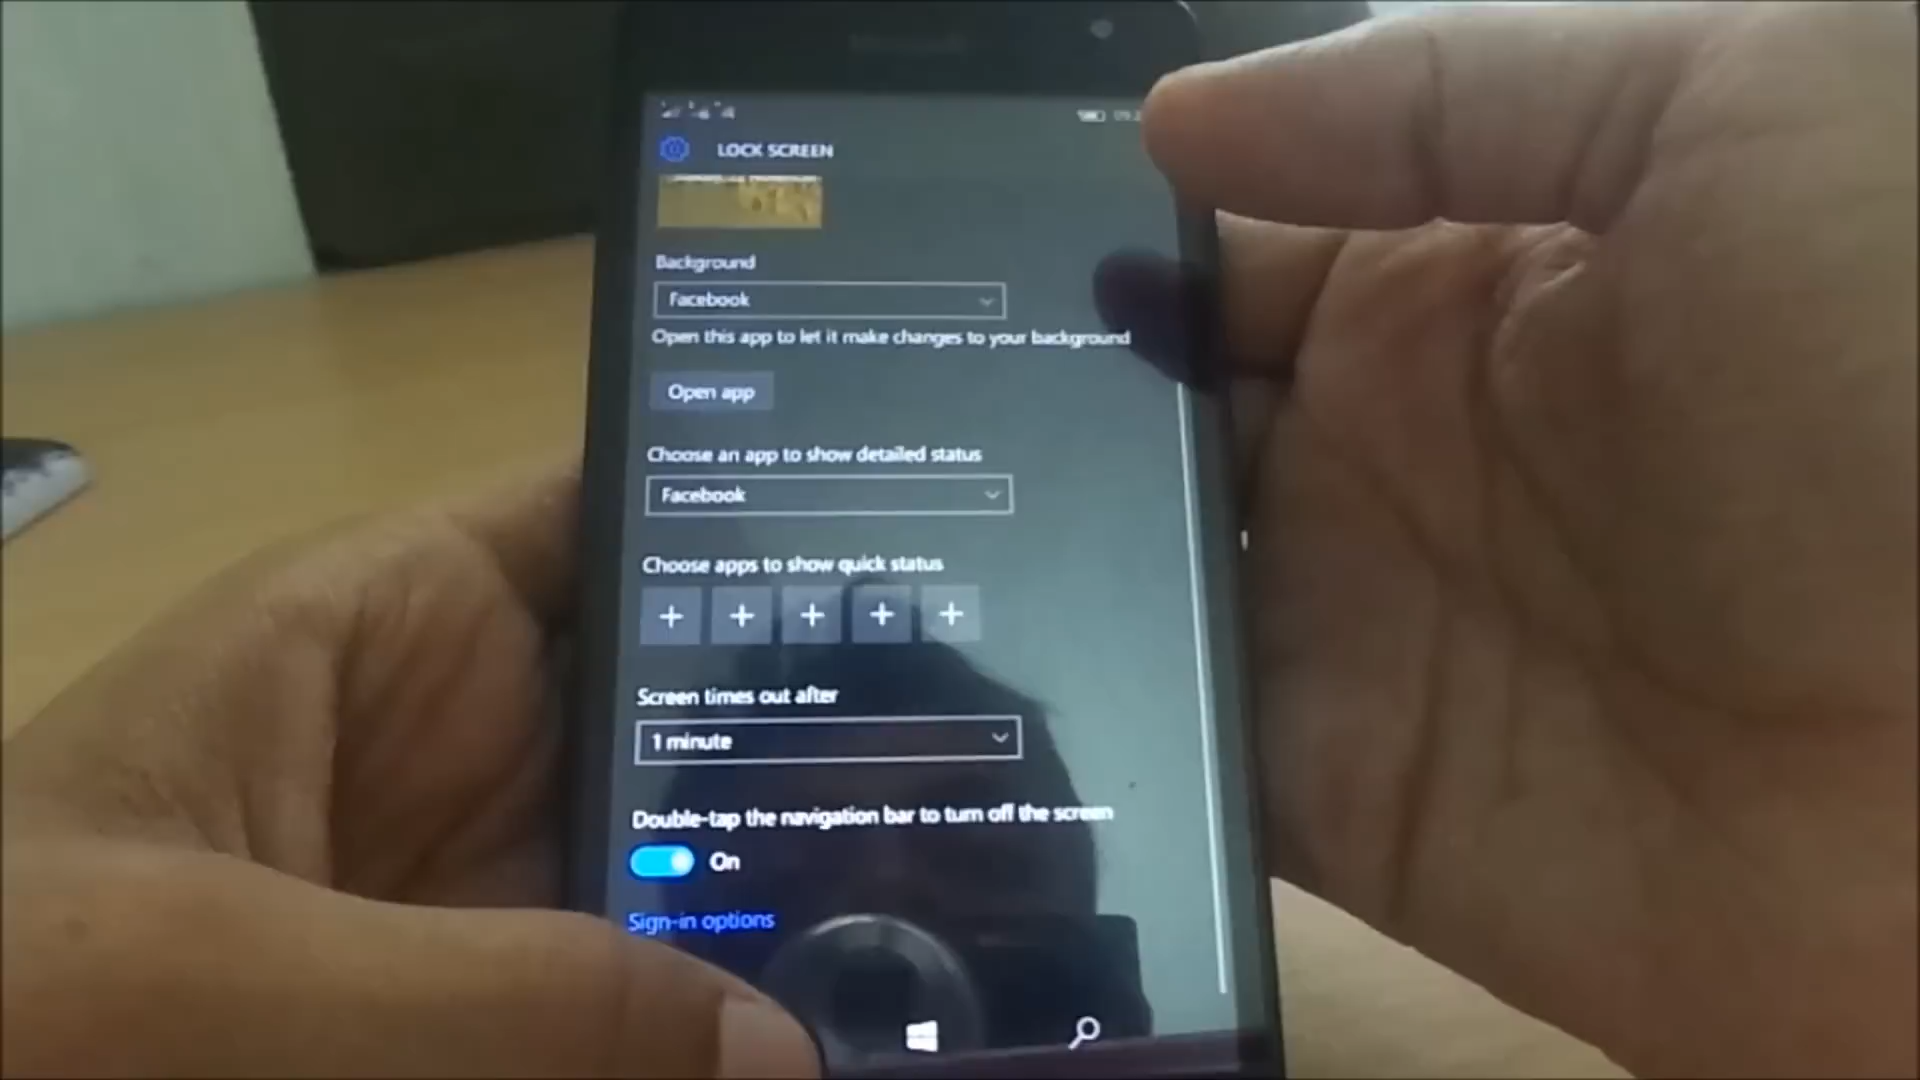 LOCK SCREEN
Background
Facebook
Open this app to let it make changes to your background
Open app
Choose an app to show detailed status
Facebook
Choose apps to show quick status
+ + + + +
Screen times out after
1 minute
Double-tap the navigation bar to turn off the screen
On
Sign-in options